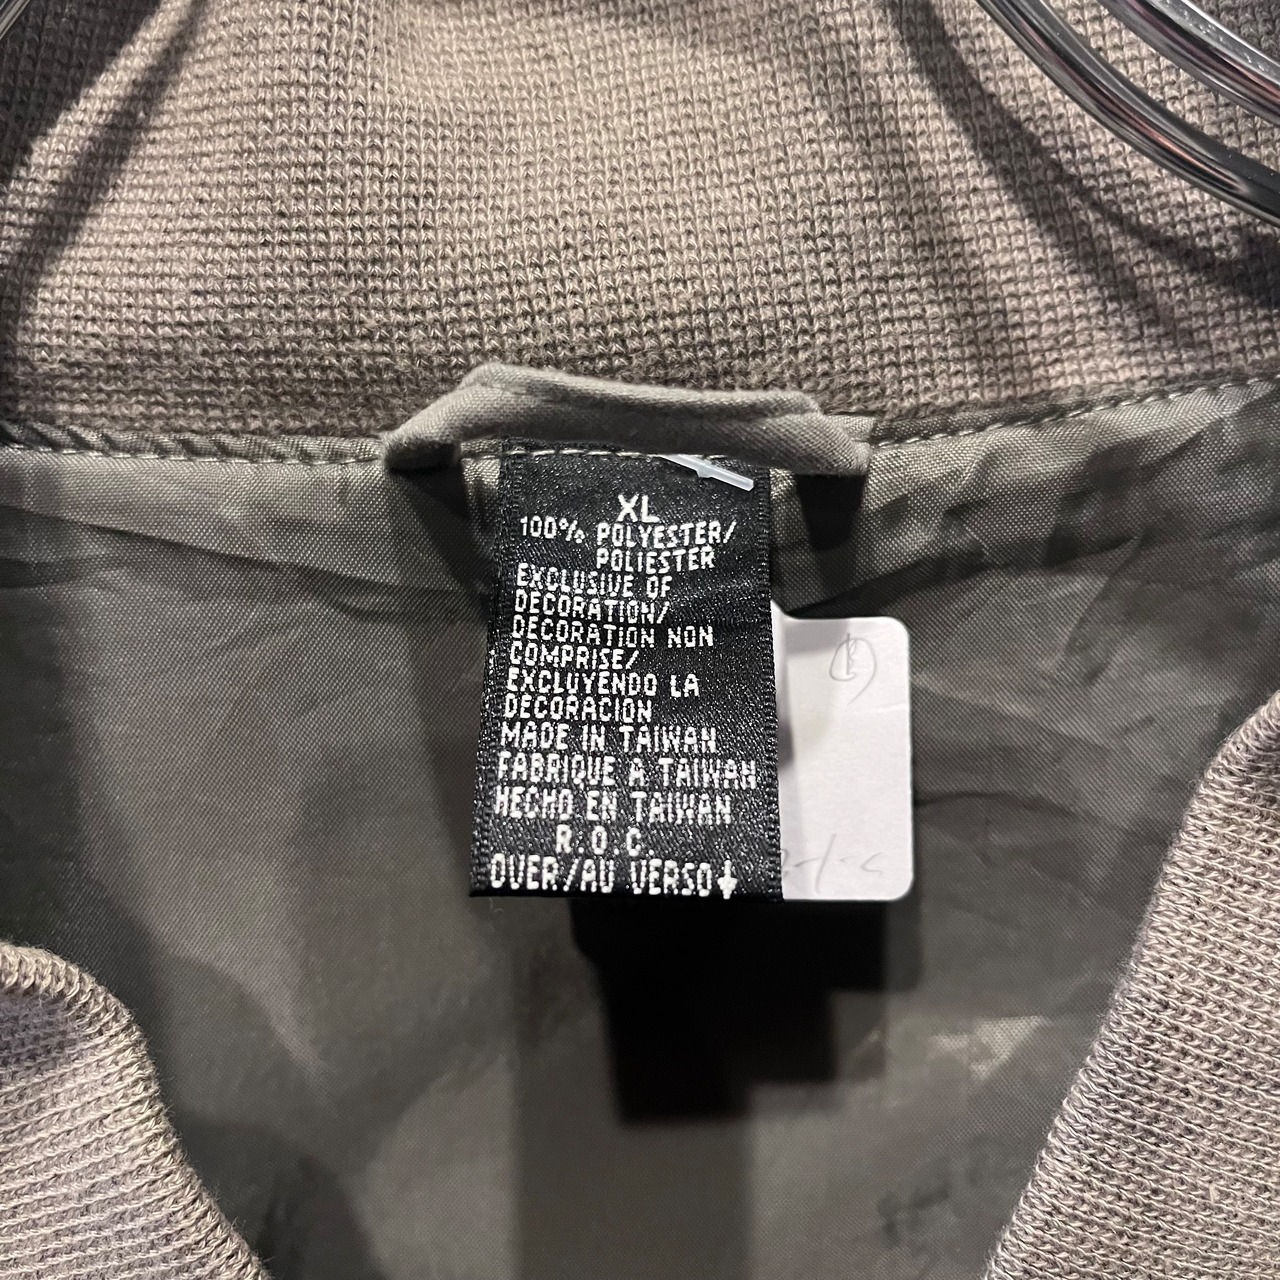 XL
100% POLYESTER/
POLIESTER
EXCLUSIVE OF
DECORATION/
DECORATION NON
COMPRISE/
EXCLUYENDO LA
DECORACION
MADE IN TAIWAN
FABRIQUE A TAIWAN
HECHO EN TAIWAN
R.O.C.
OVER/AU VERSO